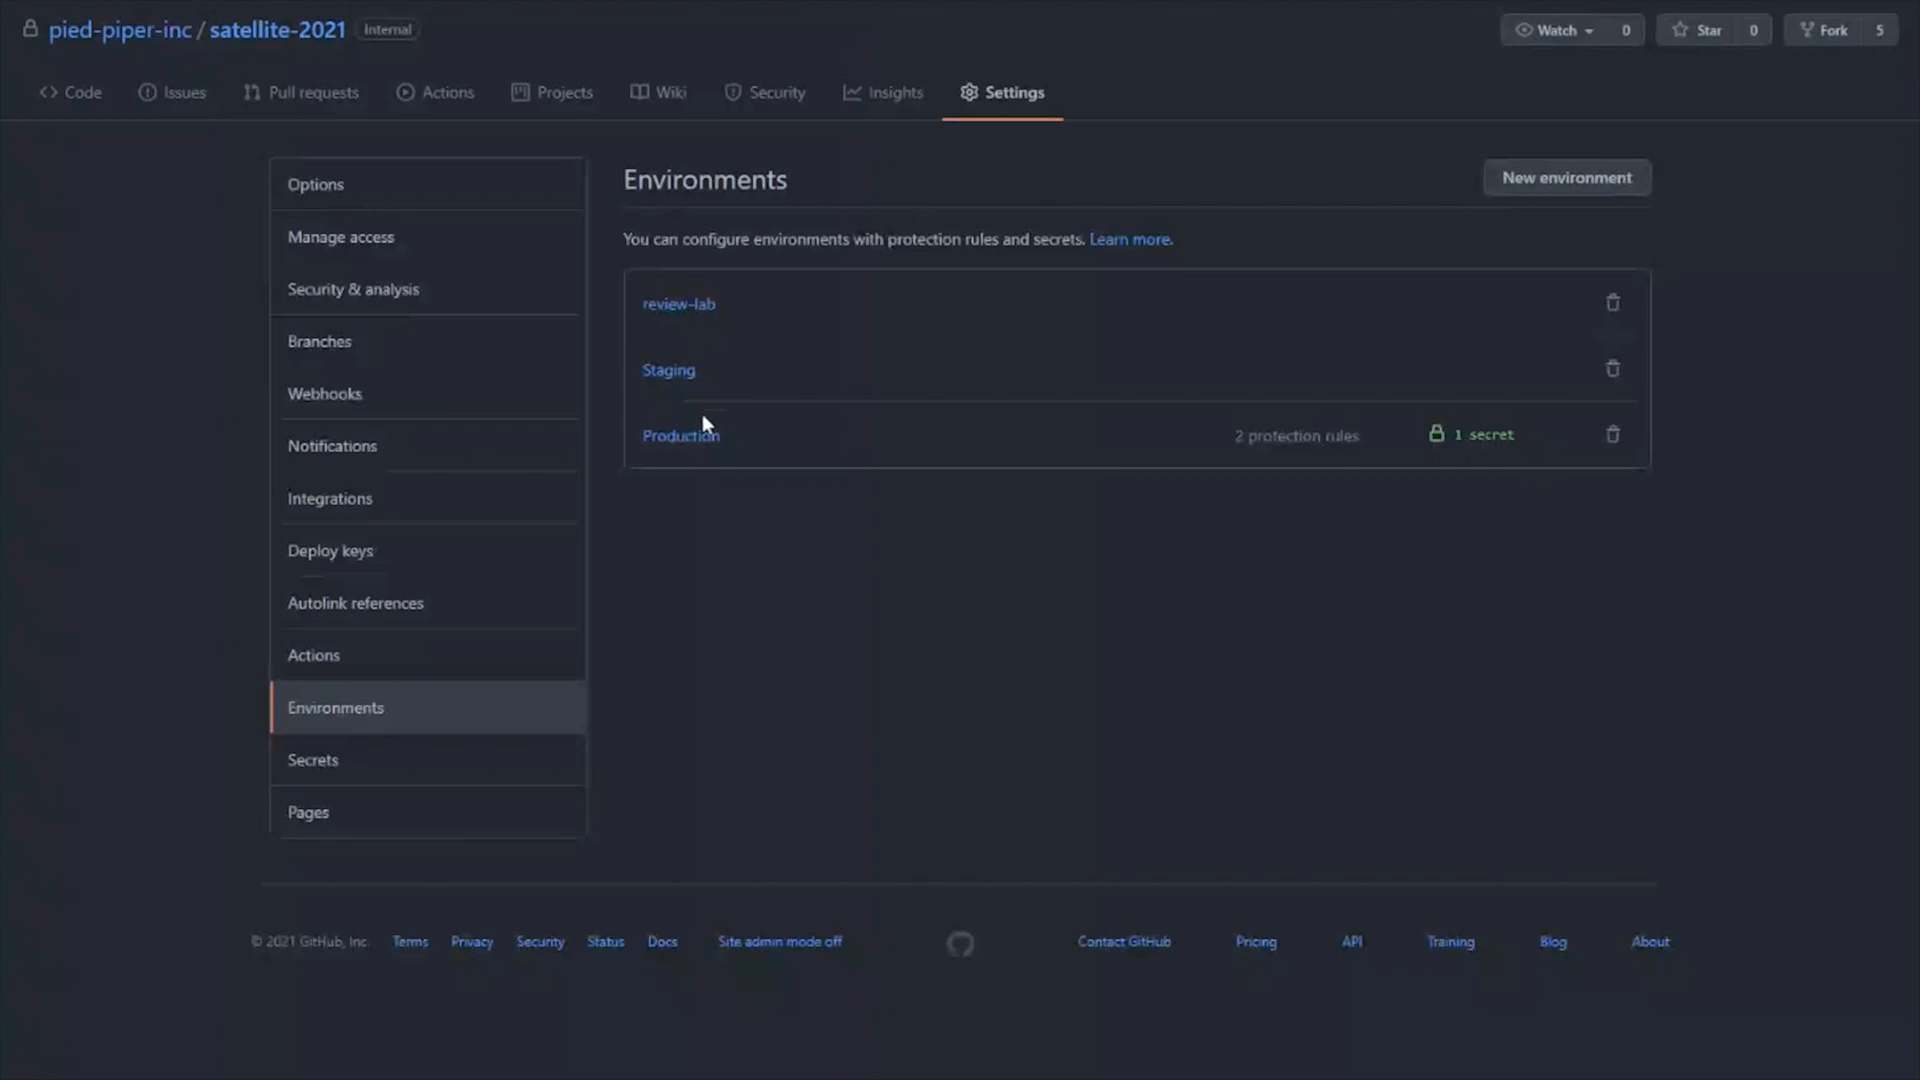 pied-piper-inc / satellite-2021 Internal
Watch 0 Star 0 Fork 5
Code Issues Pull requests Actions Projects Wiki Security Insights Settings
Options
Manage access
Security & analysis
Branches
Webhooks
Notifications
Integrations
Deploy keys
Autolink references
Actions
Environments
Secrets
Pages
Environments
New environment
You can configure environments with protection rules and secrets. Learn more.
review-lab
Staging
Production 2 protection rules 1 secret
© 2021 GitHub, Inc. Terms Privacy Security Status Docs Site admin mode off Contact GitHub Pricing API Training Blog About